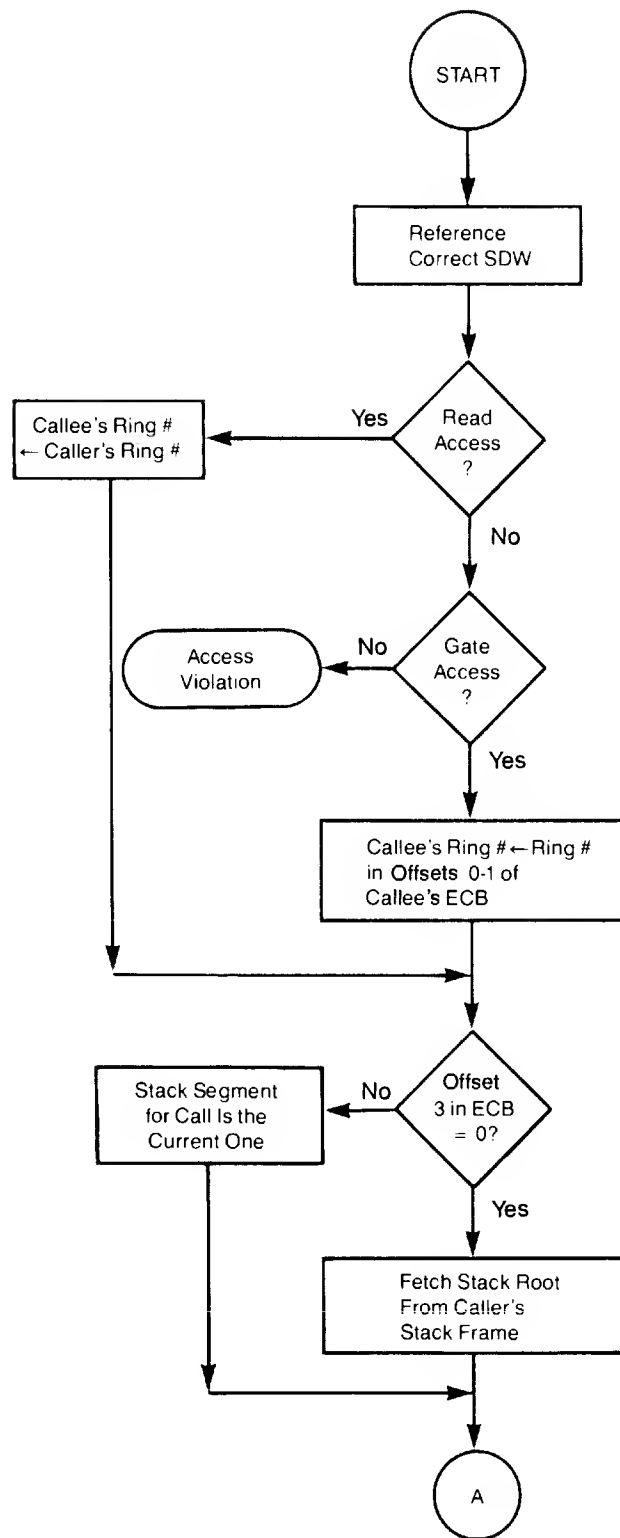 START
Reference
Correct SDW
Yes
Callee's Ring #
← Caller's Ring #
Read
Access
?
No
No
Access
Violation
Gate
Access
?
Yes
Callee's Ring # ← Ring #
in Offsets 0-1 of
Callee's ECB
No
Stack Segment
for Call Is the
Current One
Offset
3 in ECB
= 0?
Yes
Fetch Stack Root
From Caller's
Stack Frame
A